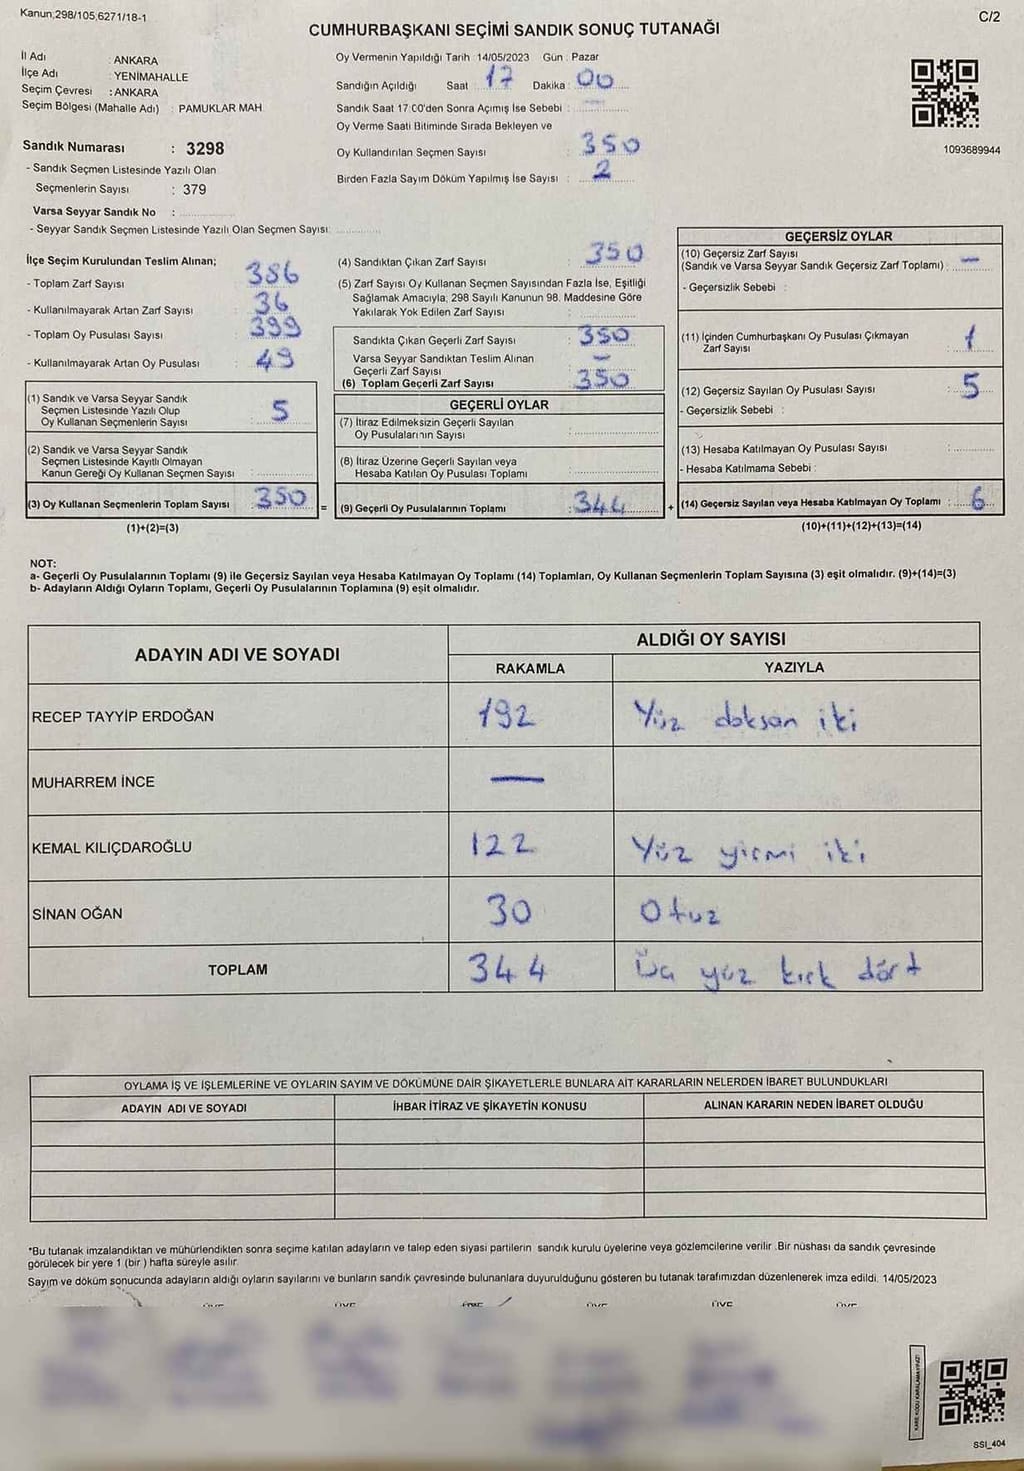 Kanun;298/105,6271/18-1
C/2
CUMHURBAŞKANI SEÇİMİ SANDIK SONUÇ TUTANAĞI
İl Adı : ANKARA
İlçe Adı : YENİMAHALLE
Seçim Çevresi : ANKARA
Seçim Bölgesi (Mahalle Adı) : PAMUKLAR MAH.
Sandık Numarası : 3298
- Sandık Seçmen Listesinde Yazılı Olan
Seçmenlerin Sayısı : 379
Varsa Seyyar Sandık No :
- Seyyar Sandık Seçmen Listesinde Yazılı Olan Seçmen Sayısı:
Oy Vermenin Yapıldığı Tarih : 14/05/2023 Gün : Pazar
Sandığın Açıldığı Saat 17 Dakika : 00
Sandık Saat 17 00'den Sonra Açımış İse Sebebi :
Oy Verme Saati Bitiminde Sırada Bekleyen ve
Oy Kullandırılan Seçmen Sayısı : 350
Birden Fazla Sayım Döküm Yapılmış İse Sayısı : 2
1093689944
İlçe Seçim Kurulundan Teslim Alınan;
- Toplam Zarf Sayısı : 386
- Kullanılmayarak Artan Zarf Sayısı : 36
- Toplam Oy Pusulası Sayısı : 399
- Kullanılmayarak Artan Oy Pusulası : 49
(1) Sandık ve Varsa Seyyar Sandık
Seçmen Listesinde Yazılı Olup
Oy Kullanan Seçmenlerin Sayısı : 5
(2) Sandık ve Varsa Seyyar Sandık
Seçmen Listesinde Kayıtlı Olmayan
Kanun Gereği Oy Kullanan Seçmen Sayısı :
(3) Oy Kullanan Seçmenlerin Toplam Sayısı : 350
(1)+(2)=(3)
=
(4) Sandıktan Çıkan Zarf Sayısı : 350
(5) Zarf Sayısı Oy Kullanan Seçmen Sayısından Fazla İse, Eşitliği
Sağlamak Amacıyla, 298 Sayılı Kanunun 98. Maddesine Göre
Yakılarak Yok Edilen Zarf Sayısı :
Sandıkta Çıkan Geçerli Zarf Sayısı : 350
Varsa Seyyar Sandıktan Teslim Alınan
Geçerli Zarf Sayısı : –
(6) Toplam Geçerli Zarf Sayısı : 350
GEÇERLİ OYLAR
(7) İtiraz Edilmeksizin Geçerli Sayılan
Oy Pusulalarının Sayısı :
(8) İtiraz Üzerine Geçerli Sayılan veya
Hesaba Katılan Oy Pusulası Toplamı :
(9) Geçerli Oy Pusulalarının Toplamı : 344
+
GEÇERSİZ OYLAR
(10) Geçersiz Zarf Sayısı
(Sandık ve Varsa Seyyar Sandık Geçersiz Zarf Toplamı) : –
- Geçersizlik Sebebi :
(11) İçinden Cumhurbaşkanı Oy Pusulası Çıkmayan
Zarf Sayısı : 1
(12) Geçersiz Sayılan Oy Pusulası Sayısı : 5
- Geçersizlik Sebebi :
(13) Hesaba Katılmayan Oy Pusulası Sayısı :
- Hesaba Katılmama Sebebi :
(14) Geçersiz Sayılan veya Hesaba Katılmayan Oy Toplamı : 6
(10)+(11)+(12)+(13)=(14)
NOT:
a- Geçerli Oy Pusulalarının Toplamı (9) ile Geçersiz Sayılan veya Hesaba Katılmayan Oy Toplamı (14) Toplamları, Oy Kullanan Seçmenlerin Toplam Sayısına (3) eşit olmalıdır. (9)+(14)=(3)
b- Adayların Aldığı Oyların Toplamı, Geçerli Oy Pusulalarının Toplamına (9) eşit olmalıdır.
ADAYIN ADI VE SOYADI
ALDIĞI OY SAYISI
RAKAMLA YAZIYLA
RECEP TAYYİP ERDOĞAN 192 Yüz doksan iki
MUHARREM İNCE —
KEMAL KILIÇDAROĞLU 122 Yüz yirmi iki
SİNAN OĞAN 30 Otuz
TOPLAM 344 Üç yüz kırk dört
OYLAMA İŞ VE İŞLEMLERİNE VE OYLARIN SAYIM VE DÖKÜMÜNE DAİR ŞİKAYETLERLE BUNLARA AİT KARARLARIN NELERDEN İBARET BULUNDUKLARI
ADAYIN ADI VE SOYADI İHBAR İTİRAZ VE ŞİKAYETİN KONUSU ALINAN KARARIN NEDEN İBARET OLDUĞU
*Bu tutanak imzalandıktan ve mühürlendikten sonra seçime katılan adayların ve talep eden siyasi partilerin sandık kurulu üyelerine veya gözlemcilerine verilir .Bir nüshası da sandık çevresinde
görülecek bir yere 1 (bir ) hafta süreyle asılır.
Sayım ve döküm sonucunda adayların aldığı oyların sayılarını ve bunların sandık çevresinde bulunanlara duyurulduğunu gösteren bu tutanak tarafımızdan düzenlenerek imza edildi. 14/05/2023
SSI_404